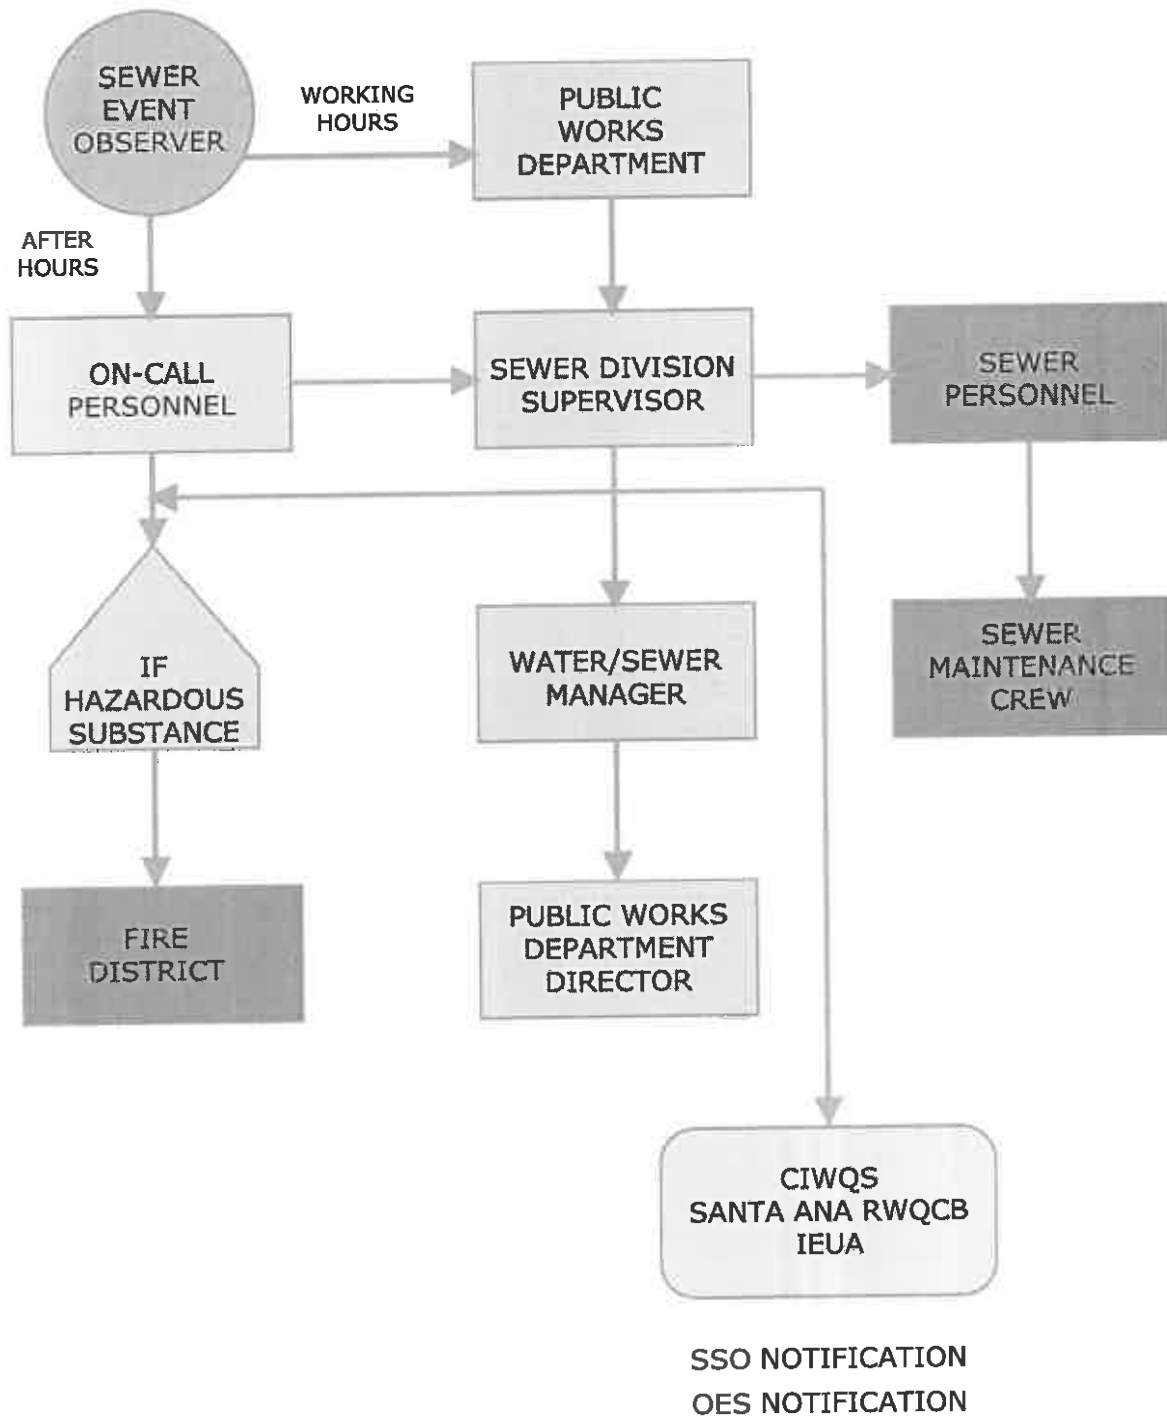 SEWER
EVENT
OBSERVER
WORKING
HOURS
PUBLIC
WORKS
DEPARTMENT
AFTER
HOURS
ON-CALL
PERSONNEL
SEWER DIVISION
SUPERVISOR
SEWER
PERSONNEL
IF
HAZARDOUS
SUBSTANCE
WATER/SEWER
MANAGER
SEWER
MAINTENANCE
CREW
FIRE
DISTRICT
PUBLIC WORKS
DEPARTMENT
DIRECTOR
CIWQS
SANTA ANA RWQCB
IEUA
SSO NOTIFICATION
OES NOTIFICATION